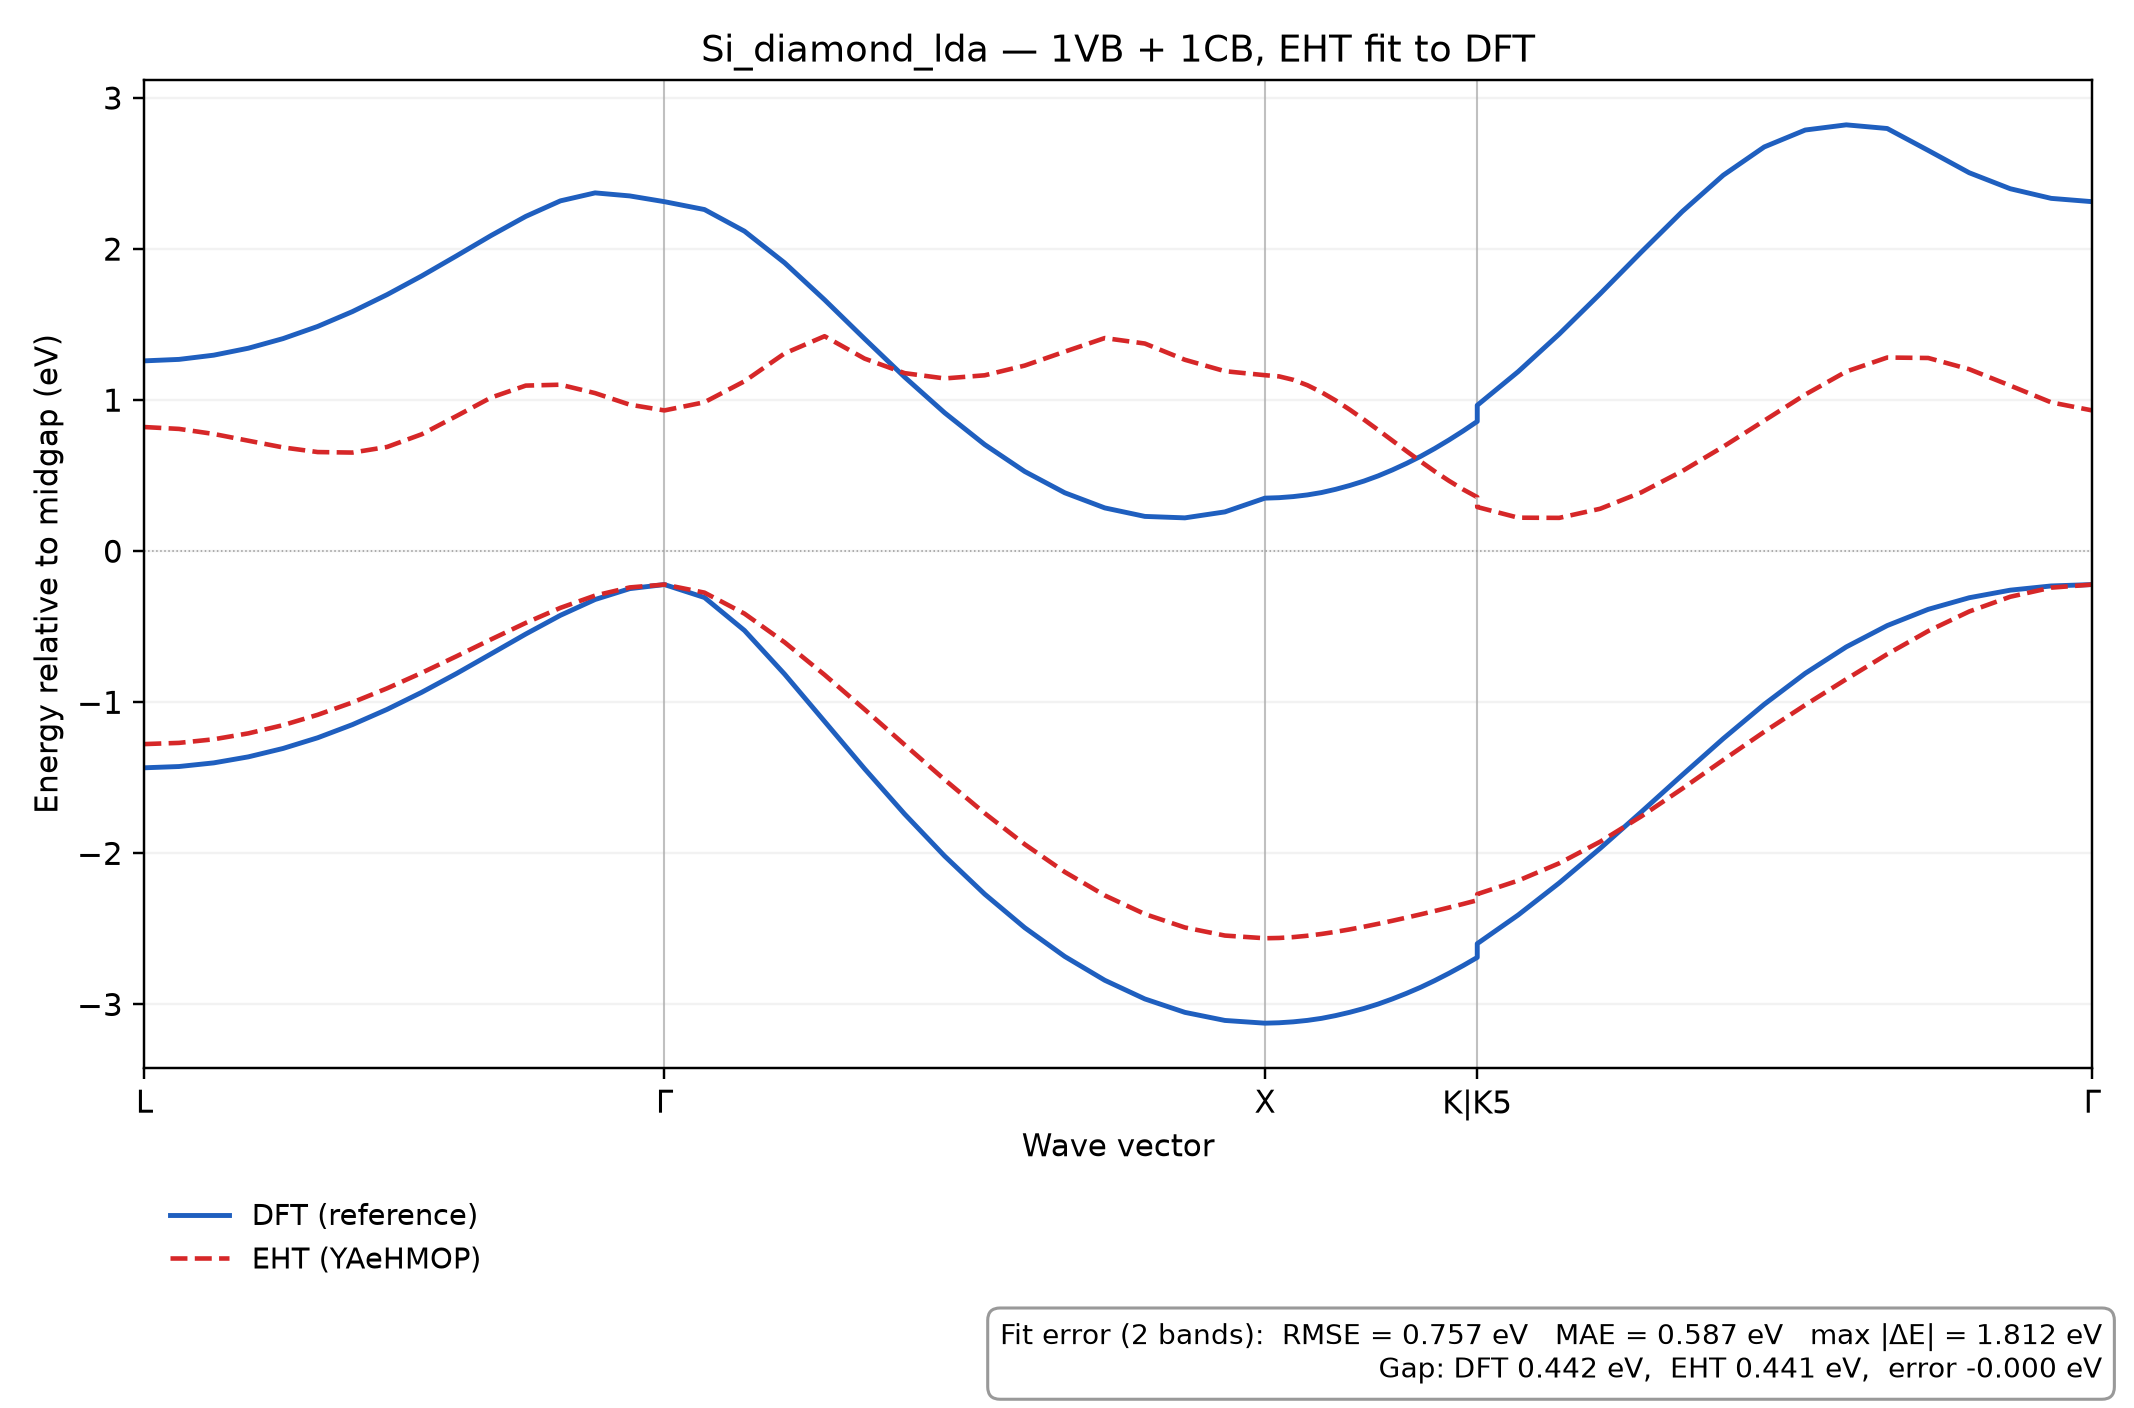 Si_diamond_lda — 1VB + 1CB, EHT fit to DFT
Energy relative to midgap (eV)
3
2
1
0
−1
−2
−3
L
Γ
X
K|K5
Γ
Wave vector
DFT (reference)
EHT (YAeHMOP)
Fit error (2 bands):  RMSE = 0.757 eV   MAE = 0.587 eV   max |ΔE| = 1.812 eV
Gap: DFT 0.442 eV,  EHT 0.441 eV,  error -0.000 eV